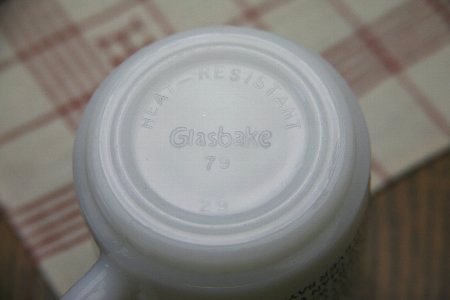 HEAT-RESISTANT
Glasbake
79
29